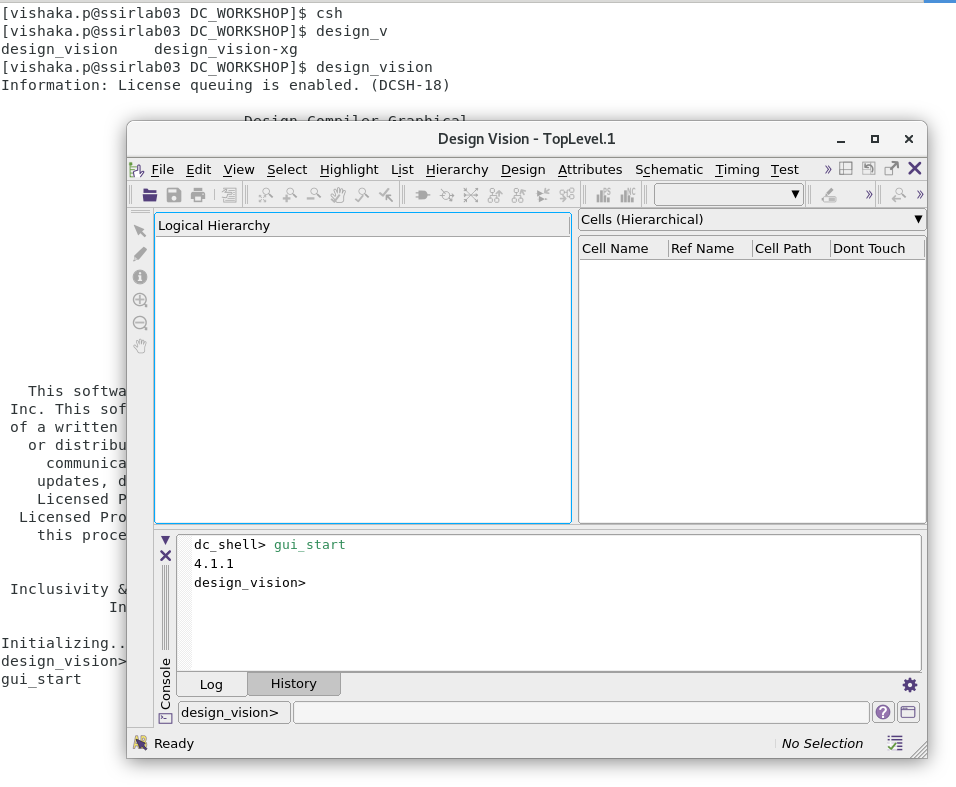 [vishaka.p@ssirlab03 DC_WORKSHOP]$ csh
[vishaka.p@ssirlab03 DC_WORKSHOP]$ design_v
design_vision    design_vision-xg
[vishaka.p@ssirlab03 DC_WORKSHOP]$ design_vision
Information: License queuing is enabled. (DCSH-18)
Design Compiler Graphical
Design Vision - TopLevel.1
File Edit View Select Highlight List Hierarchy Design Attributes Schematic Timing Test »
» »
Logical Hierarchy
Cells (Hierarchical)
Cell Name Ref Name Cell Path Dont Touch
This softwa
Inc. This sof
of a written
or distribu
communica
updates, d
Licensed P
Licensed Pro
this proce
Inclusivity &
In
Initializing..
design_vision>
gui_start
dc_shell> gui_start
4.1.1
design_vision>
Console
Log History
design_vision>
Ready
No Selection